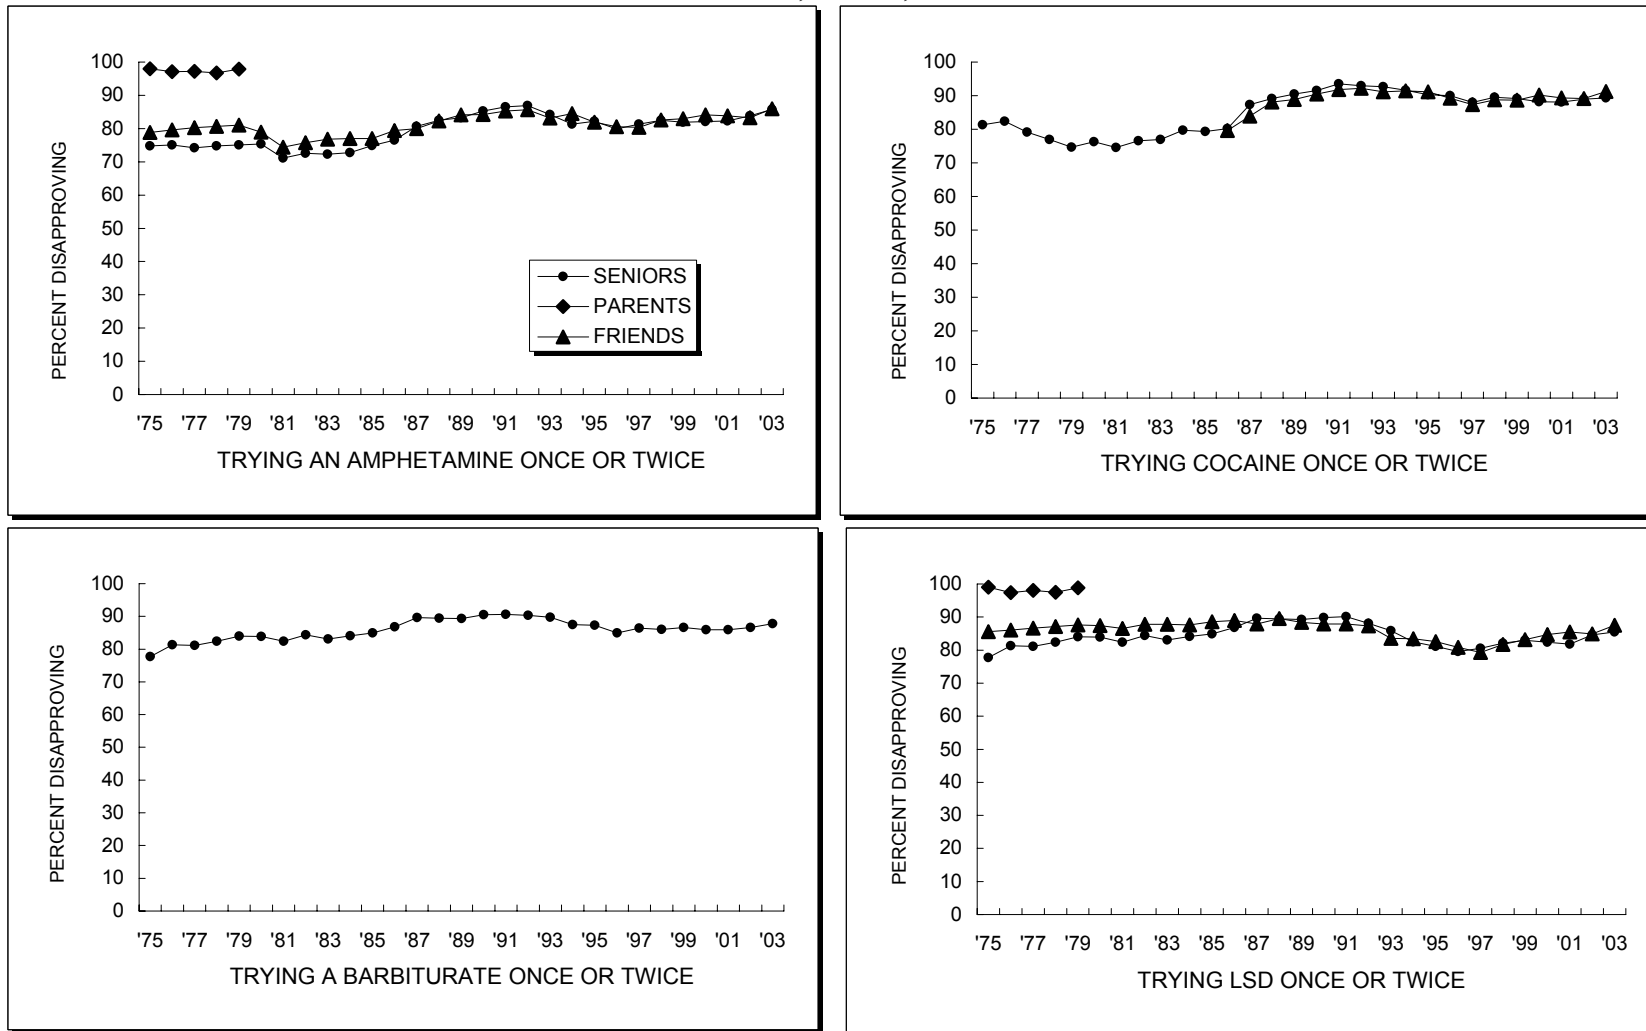 100
90
80
70
60
50
40
30
20
10
0
PERCENT DISAPPROVING
SENIORS
PARENTS
FRIENDS
'75 '77 '79 '81 '83 '85 '87 '89 '91 '93 '95 '97 '99 '01 '03
TRYING AN AMPHETAMINE ONCE OR TWICE
100
90
80
70
60
50
40
30
20
10
0
PERCENT DISAPPROVING
'75 '77 '79 '81 '83 '85 '87 '89 '91 '93 '95 '97 '99 '01 '03
TRYING COCAINE ONCE OR TWICE
100
90
80
70
60
50
40
30
20
10
0
PERCENT DISAPPROVING
'75 '77 '79 '81 '83 '85 '87 '89 '91 '93 '95 '97 '99 '01 '03
TRYING A BARBITURATE ONCE OR TWICE
100
90
80
70
60
50
40
30
20
10
0
PERCENT DISAPPROVING
'75 '77 '79 '81 '83 '85 '87 '89 '91 '93 '95 '97 '99 '01 '03
TRYING LSD ONCE OR TWICE